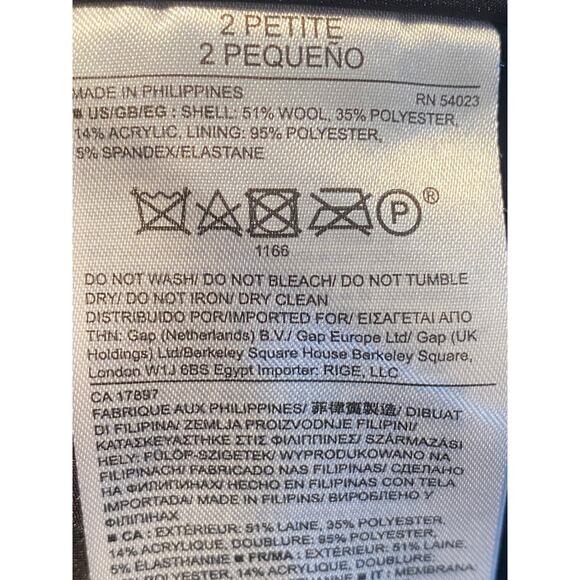 2 PETITE
2 PEQUEÑO
MADE IN PHILIPPINES RN 54023
■ US/GB/EG : SHELL: 51% WOOL, 35% POLYESTER,
14% ACRYLIC, LINING: 95% POLYESTER,
5% SPANDEX/ELASTANE
P ®
1166
DO NOT WASH/ DO NOT BLEACH/ DO NOT TUMBLE
DRY/ DO NOT IRON/ DRY CLEAN
DISTRIBUIDO POR/IMPORTED BY/ ΕΙΣΑΓΕΤΑΙ ΑΠΟ
ΤΗΝ: Gap (Netherlands) B.V./ Gap Europe Ltd/ Gap (UK
Holdings) Ltd/Berkeley Square House Berkeley Square,
London W1J 6BS Egypt Importer: RIGE, LLC
CA 17897
FABRIQUE AUX PHILIPPINES/ 菲律賓製造/ DIBUAT
DI FILIPINA/ ZEMLJA PROIZVODNJE FILIPINI/
ΚΑΤΑΣΚΕΥΑΣΤΗΚΕ ΣΤΙΣ ΦΙΛΙΠΠΙΝΕΣ/ SZÁRMAZÁSI
HELY: FÜLÖP-SZIGETEK/ WYPRODUKOWANO NA
FILIPINACH/ FABRICADO NAS FILIPINAS/ СДЕЛАНО
НА ФИЛИППИНАХ/ HECHO EN FILIPINAS CON TELA
IMPORTADA/ MADE IN FILIPINS/ ВИРОБЛЕНО У
ФІЛІППІНАХ
■ CA : EXTÉRIEUR: 51% LAINE, 35% POLYESTER,
14% ACRYLIQUE, DOUBLURE: 95% POLYESTER,
5% ÉLASTHANNE ■ FR/MA : EXTÉRIEUR: 51% LAINE,
■ IT : MEMBRANA